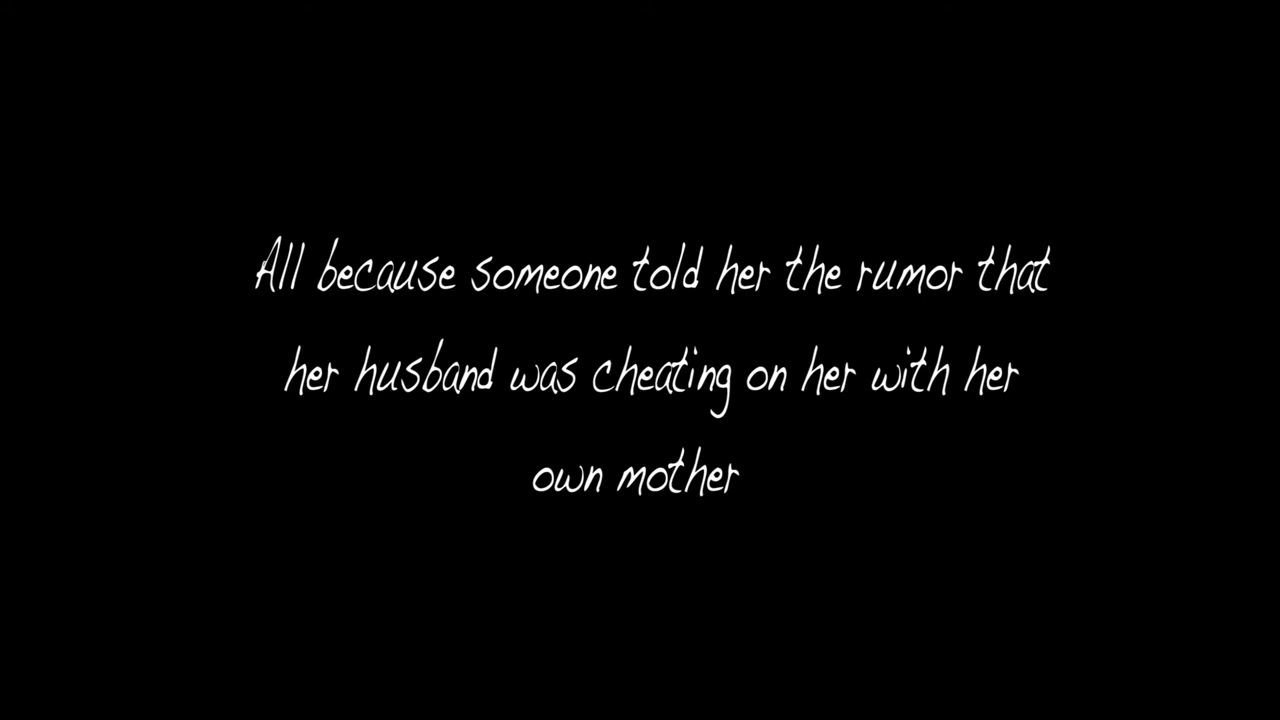 All because someone told her the rumor that
her husband was cheating on her with her
own mother